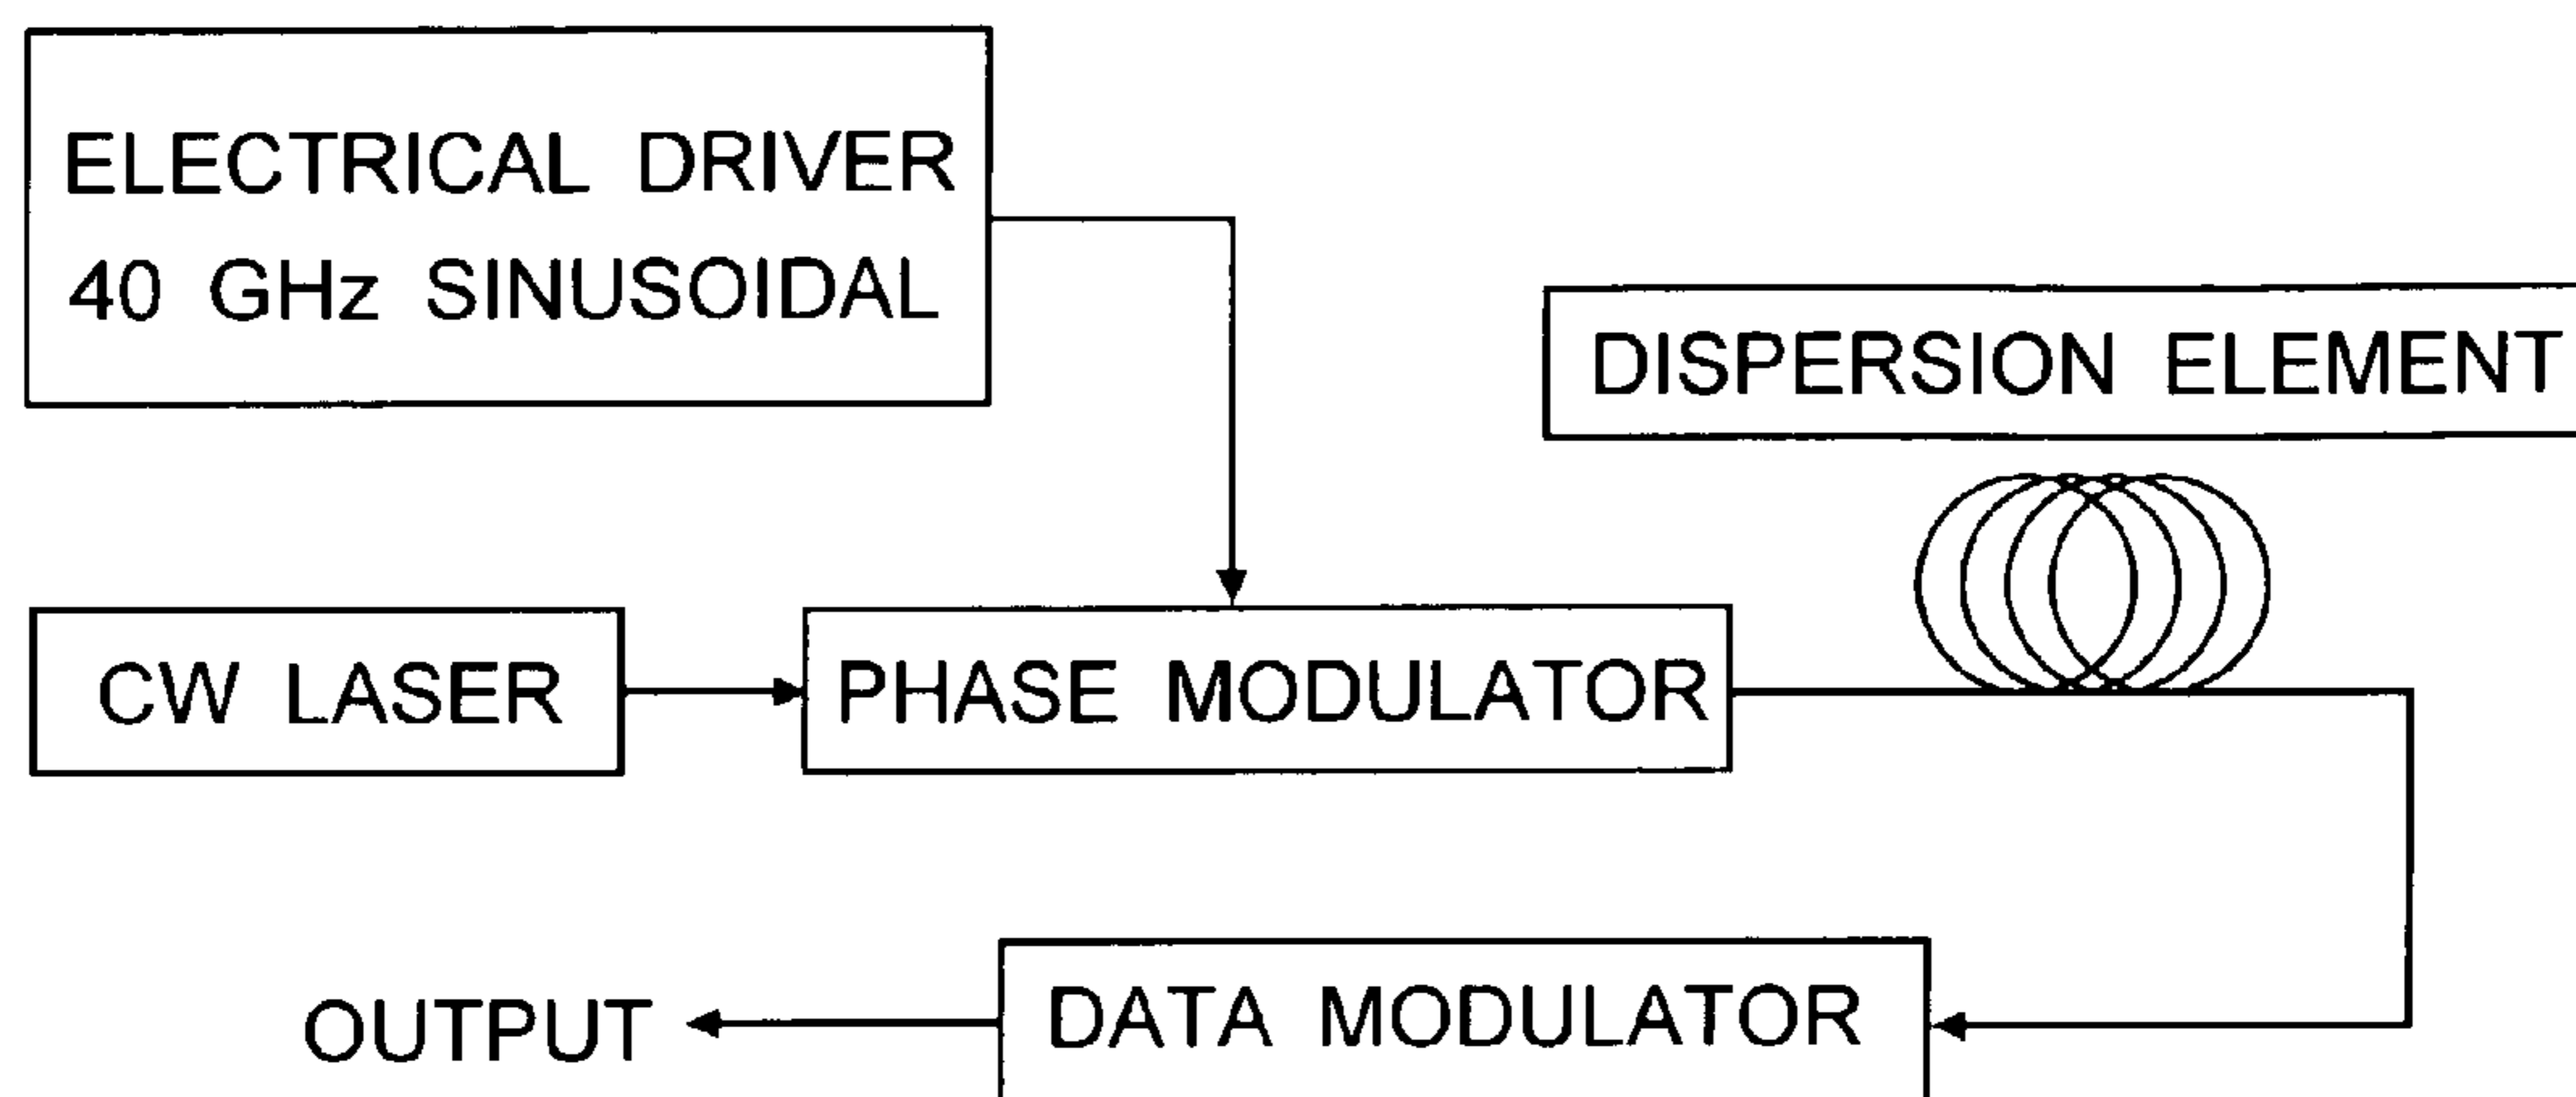 ELECTRICAL DRIVER
40 GHz SINUSOIDAL
DISPERSION ELEMENT
CW LASER
PHASE MODULATOR
OUTPUT
DATA MODULATOR